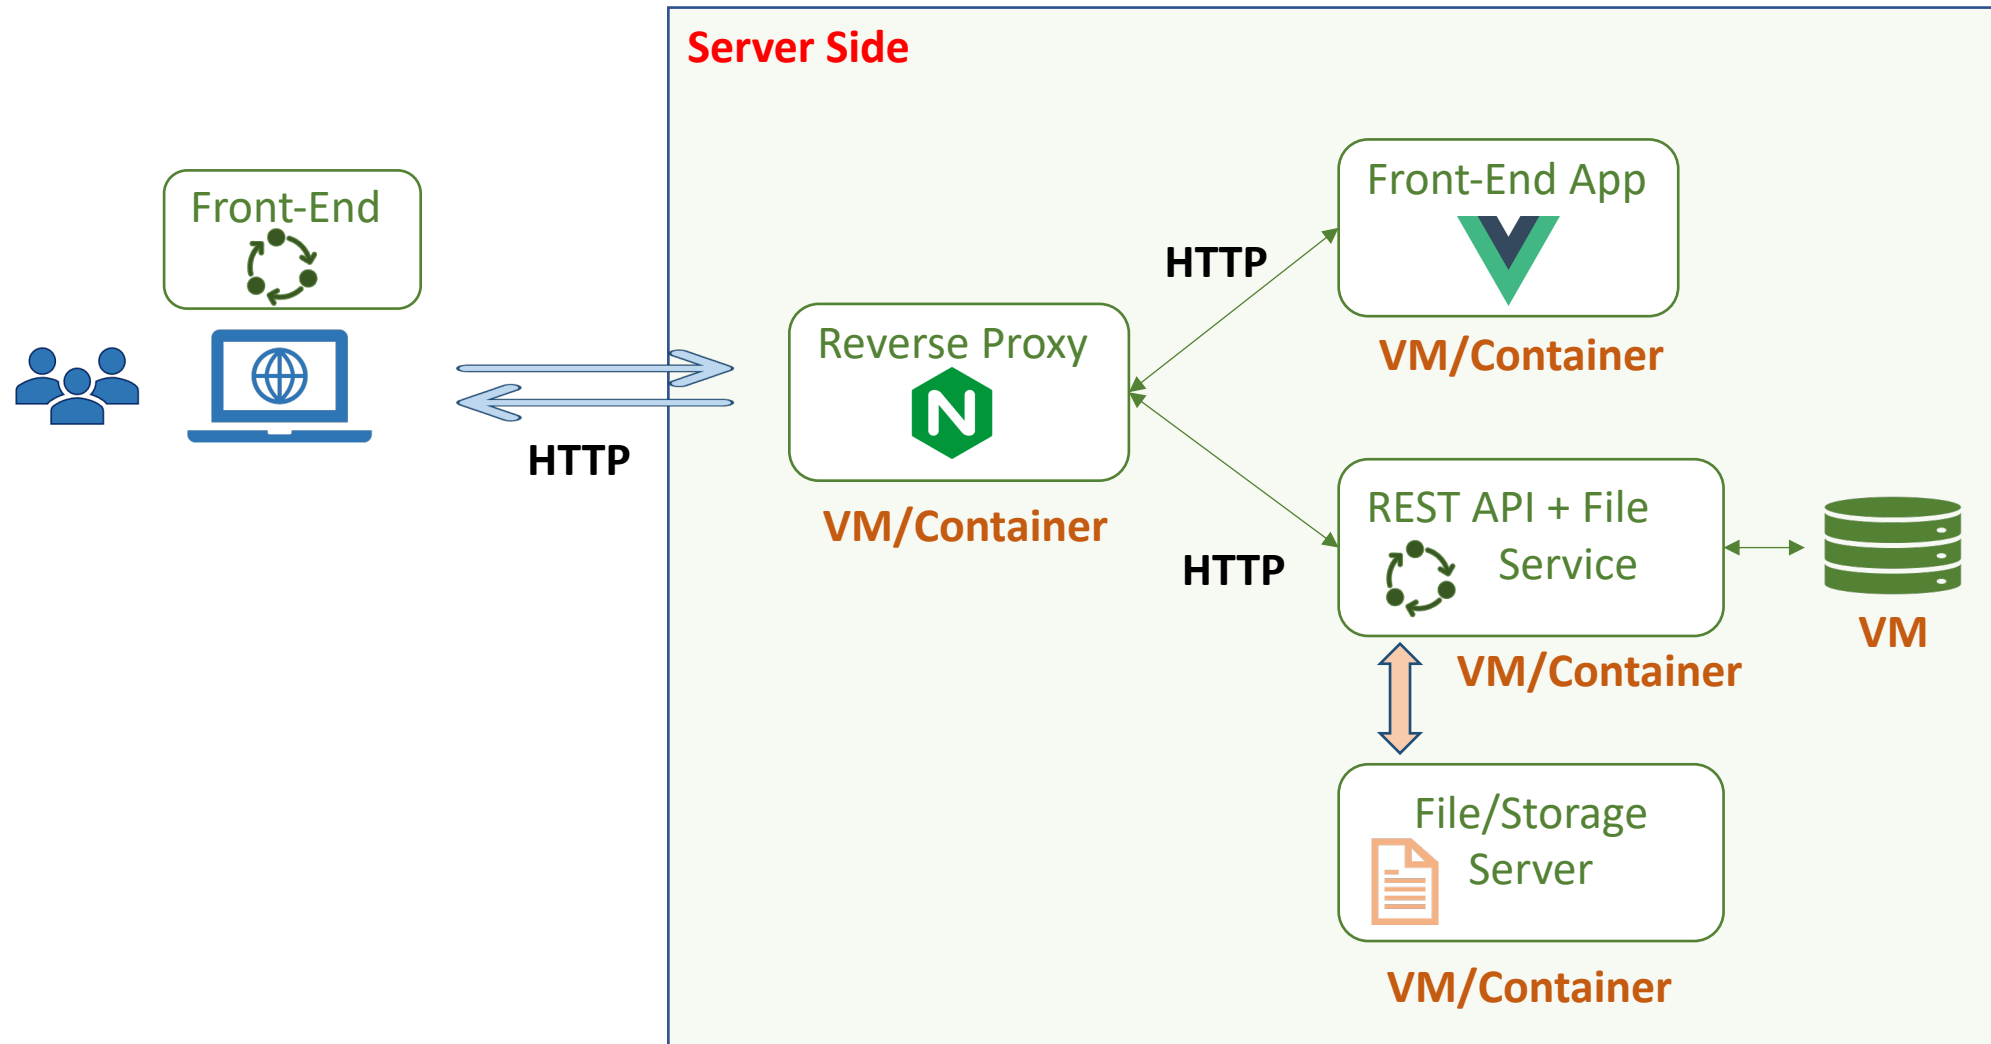 Server Side
Front-End
HTTP
Reverse Proxy
N
VM/Container
HTTP
HTTP
Front-End App
VM/Container
REST API + File
Service
VM/Container
VM
File/Storage
Server
VM/Container